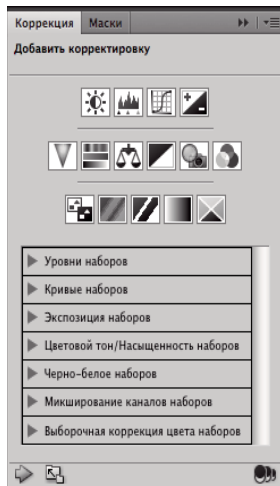 Коррекция Маски
Добавить корректировку
Уровни наборов
Кривые наборов
Экспозиция наборов
Цветовой тон/Насыщенность наборов
Черно-белое наборов
Микширование каналов наборов
Выборочная коррекция цвета наборов